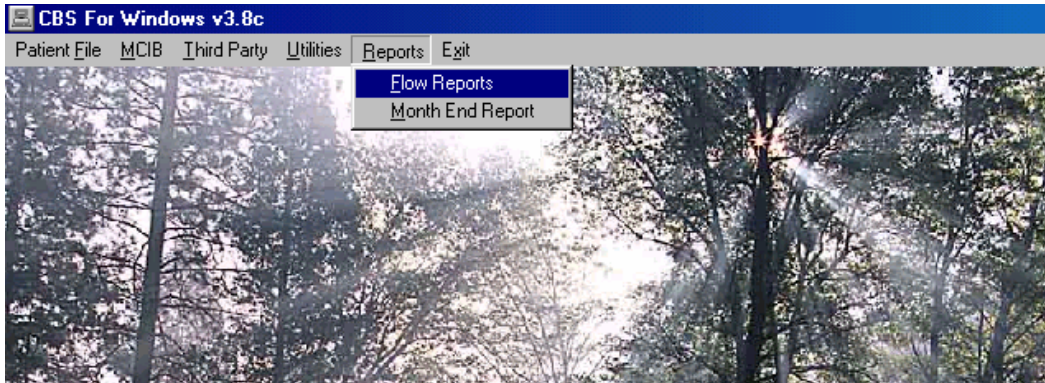 CBS For Windows v3.8c
Patient File MCIB Third Party Utilities Reports Exit
Flow Reports
Month End Report